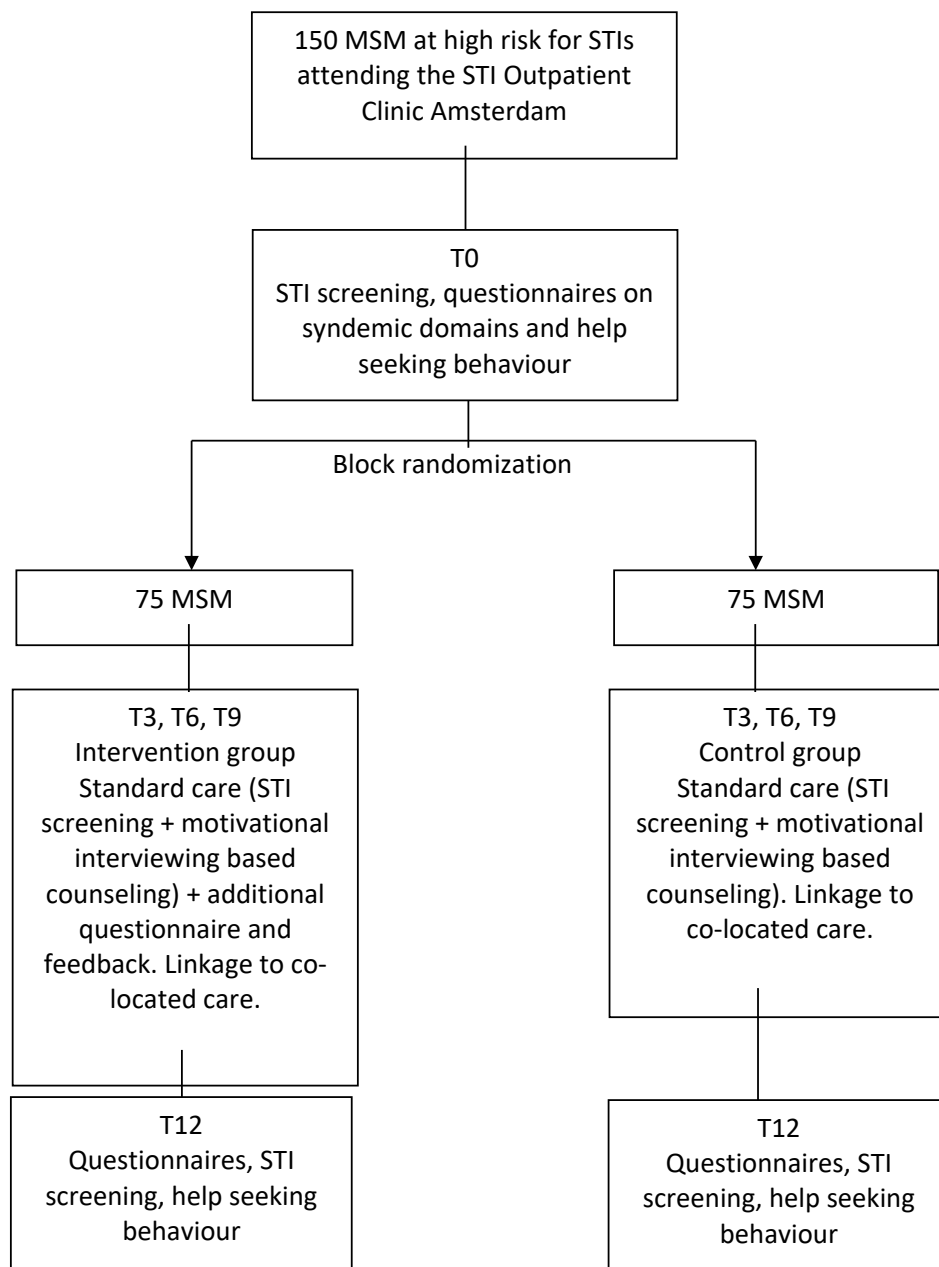 150 MSM at high risk for STIs
attending the STI Outpatient
Clinic Amsterdam
T0
STI screening, questionnaires on
syndemic domains and help
seeking behaviour
Block randomization
75 MSM
75 MSM
T3, T6, T9
Intervention group
Standard care (STI
screening + motivational
interviewing based
counseling) + additional
questionnaire and
feedback. Linkage to co-
located care.
T3, T6, T9
Control group
Standard care (STI
screening + motivational
interviewing based
counseling). Linkage to
co-located care.
T12
Questionnaires, STI
screening, help seeking
behaviour
T12
Questionnaires, STI
screening, help seeking
behaviour